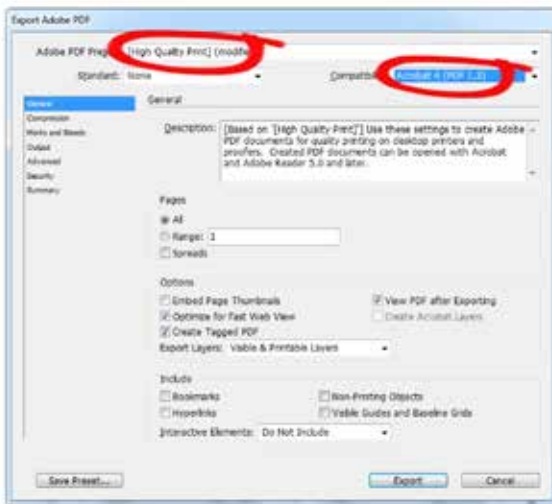 Export Adobe PDF
Adobe PDF [High Quality Print] (modifie
Standard: None
Compatib Acrobat 4 (PDF 1.3)
General
Compression
Marks and Bleeds
Output
Advanced
Security
Summary
General
Description: [Based on '[High Quality Print]'] Use these settings to create Adobe
PDF documents for quality printing on desktop printers and
proofers. Created PDF documents can be opened with Acrobat
and Adobe Reader 5.0 and later.
Pages
All
Range: 1
Spreads
Options
Embed Page Thumbnails
View PDF after Exporting
Optimize for Fast Web View
Create Acrobat Layers
Create Tagged PDF
Export Layers: Visible & Printable Layers
Include
Bookmarks
Non-Printing Objects
Hyperlinks
Visible Guides and Baseline Grids
Interactive Elements: Do Not Include
Save Preset...
Export
Cancel